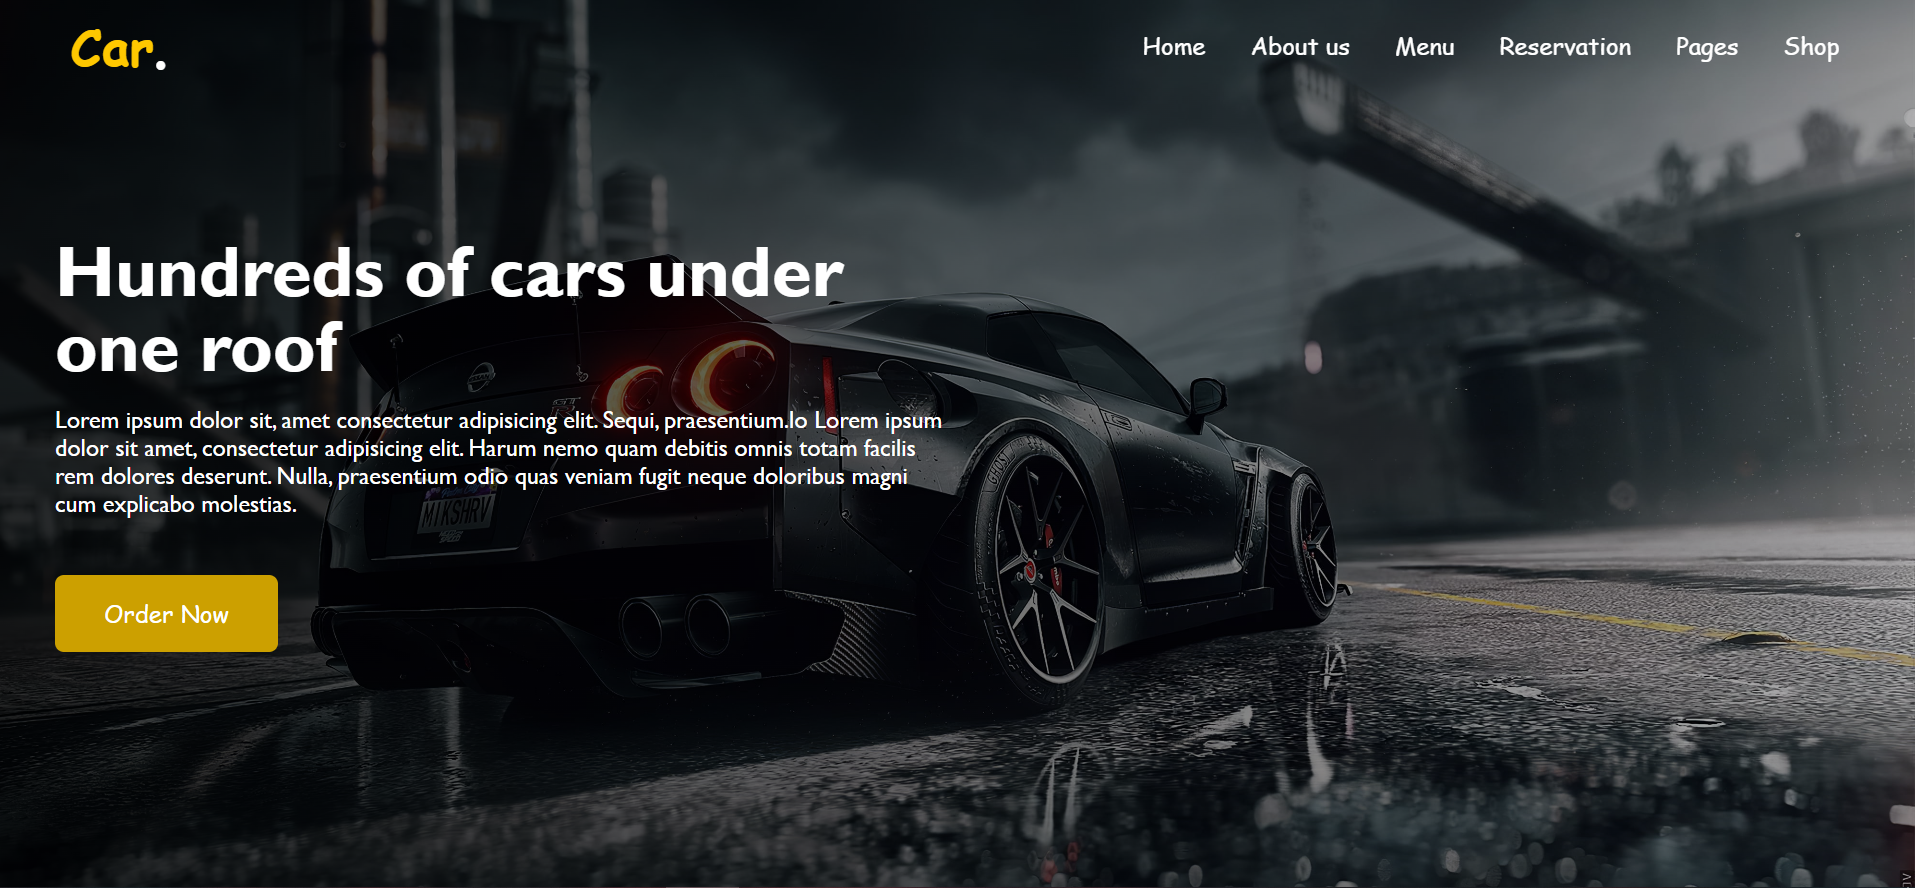 Car.
Home About us Menu Reservation Pages Shop
Hundreds of cars under
one roof
Lorem ipsum dolor sit, amet consectetur adipisicing elit. Sequi, praesentium.lo Lorem ipsum
dolor sit amet, consectetur adipisicing elit. Harum nemo quam debitis omnis totam facilis
rem dolores deserunt. Nulla, praesentium odio quas veniam fugit neque doloribus magni
cum explicabo molestias.
M1KSHRV
Order Now